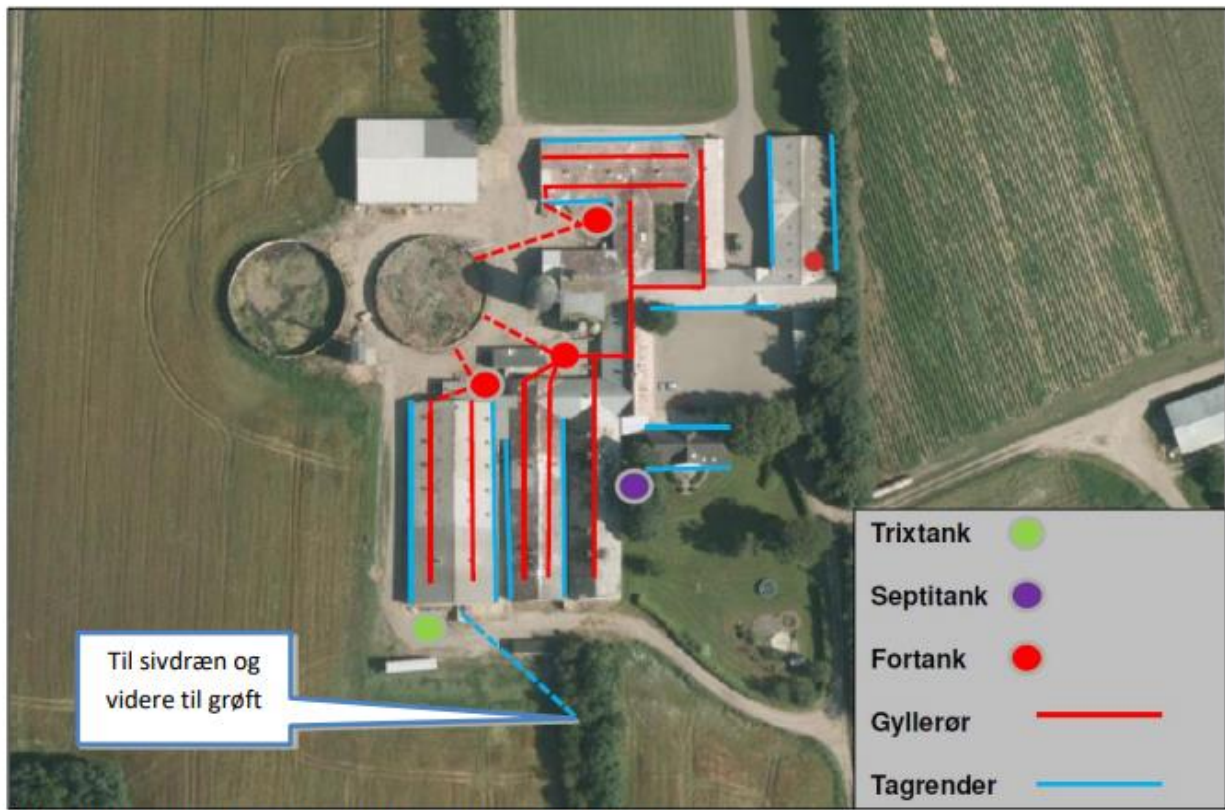 Til sivdræn og
videre til grøft
Trixtank
Septitank
Fortank
Gyllerør
Tagrender